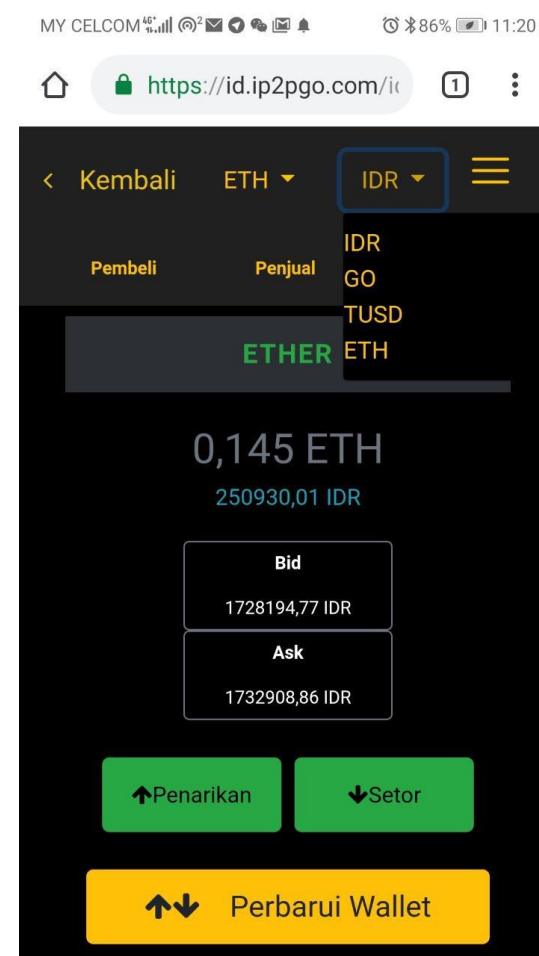 MY CELCOM 4G+ 2 86% 11:20
https://id.ip2pgo.com/i 1
Kembali ETH IDR
IDR
Pembeli Penjual
GO
TUSD
ETHER
ETH
0,145 ETH
250930,01 IDR
Bid
1728194,77 IDR
Ask
1732908,86 IDR
Penarikan Setor
Perbarui Wallet